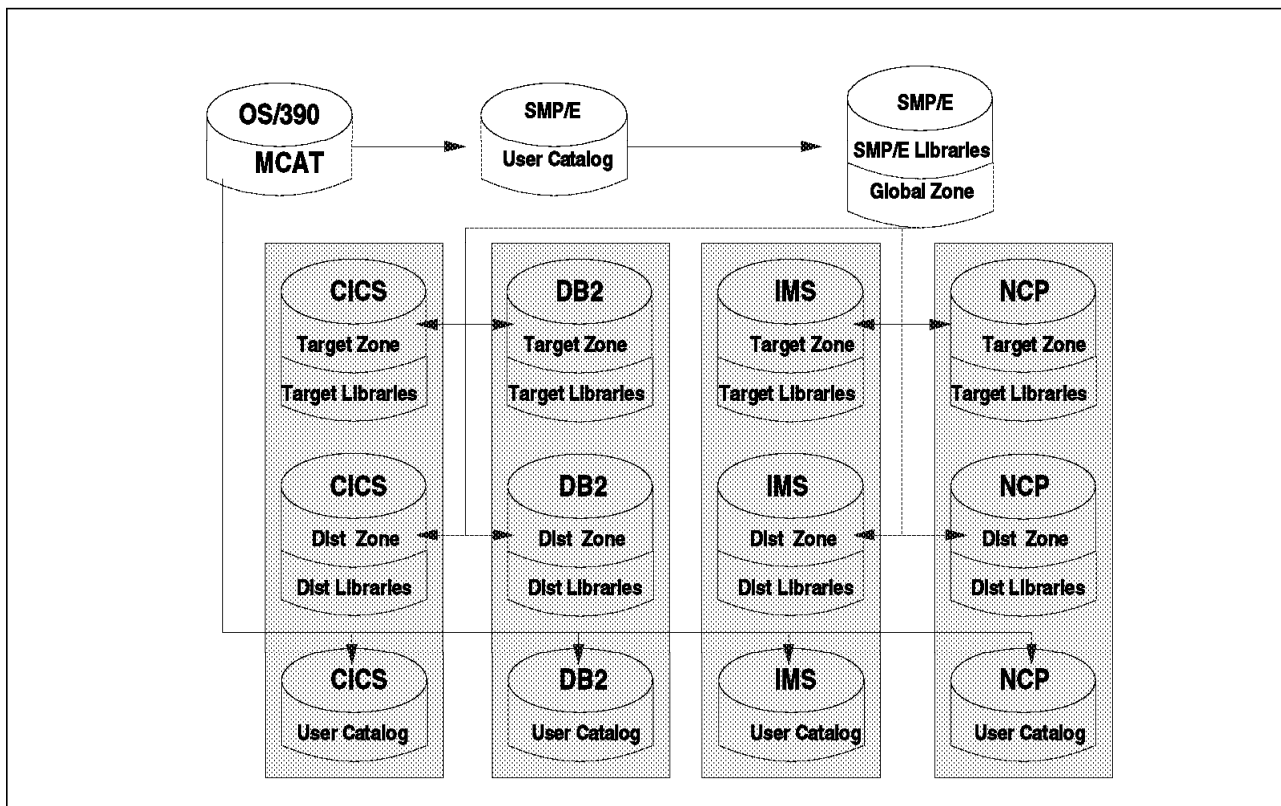 OS/390
MCAT
SMP/E
User Catalog
SMP/E
SMP/E Libraries
Global Zone
CICS
Target Zone
Target Libraries
DB2
Target Zone
Target Libraries
IMS
Target Zone
Target Libraries
NCP
Target Zone
Target Libraries
CICS
Dist Zone
Dist Libraries
DB2
Dist Zone
Dist Libraries
IMS
Dist Zone
Dist Libraries
NCP
Dist Zone
Dist Libraries
CICS
User Catalog
DB2
User Catalog
IMS
User Catalog
NCP
User Catalog